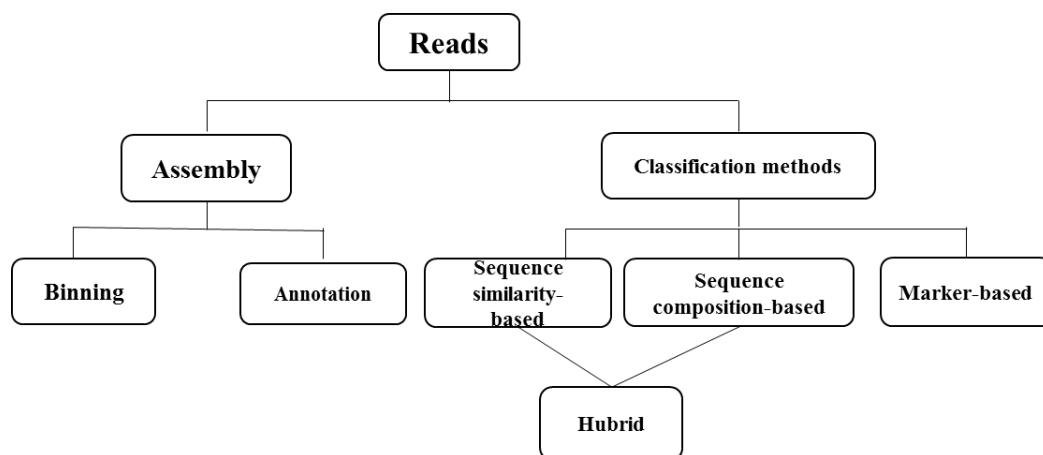 Reads
Assembly
Classification methods
Binning
Annotation
Sequence
similarity-
based
Sequence
composition-based
Marker-based
Hubrid